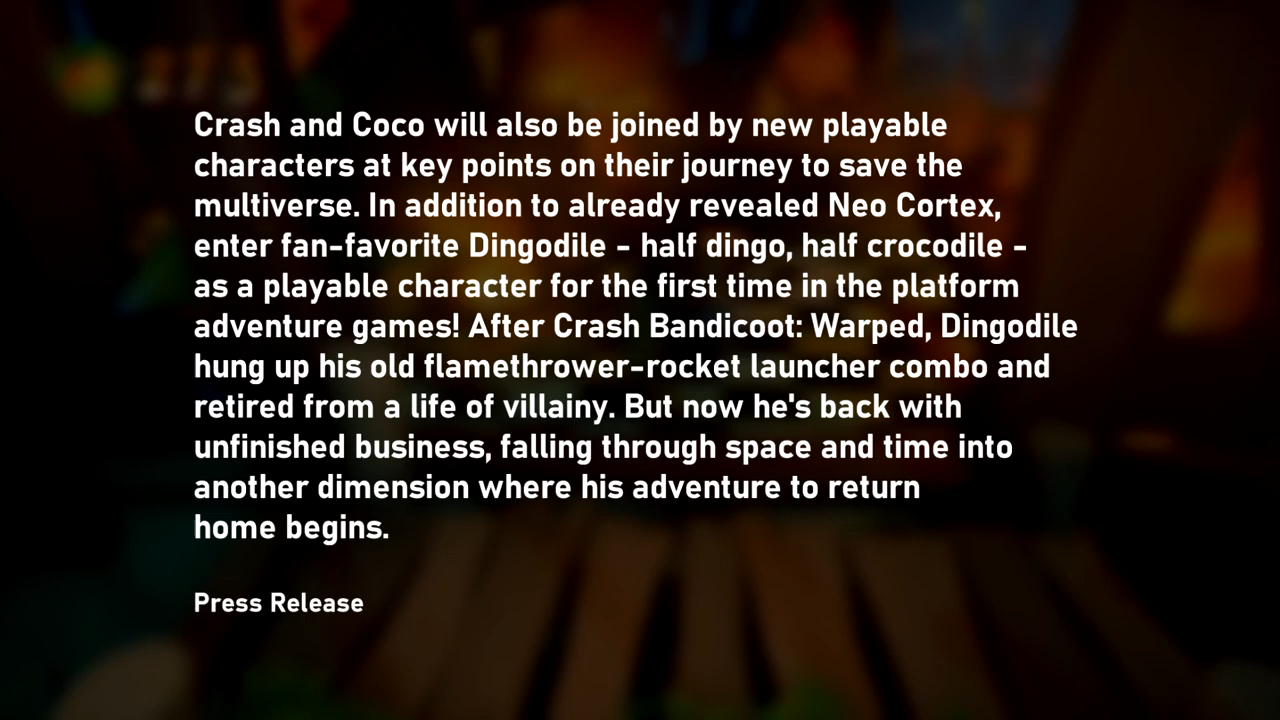 Crash and Coco will also be joined by new playable
characters at key points on their journey to save the
multiverse. In addition to already revealed Neo Cortex,
enter fan-favorite Dingodile - half dingo, half crocodile -
as a playable character for the first time in the platform
adventure games! After Crash Bandicoot: Warped, Dingodile
hung up his old flamethrower-rocket launcher combo and
retired from a life of villainy. But now he's back with
unfinished business, falling through space and time into
another dimension where his adventure to return
home begins.
Press Release